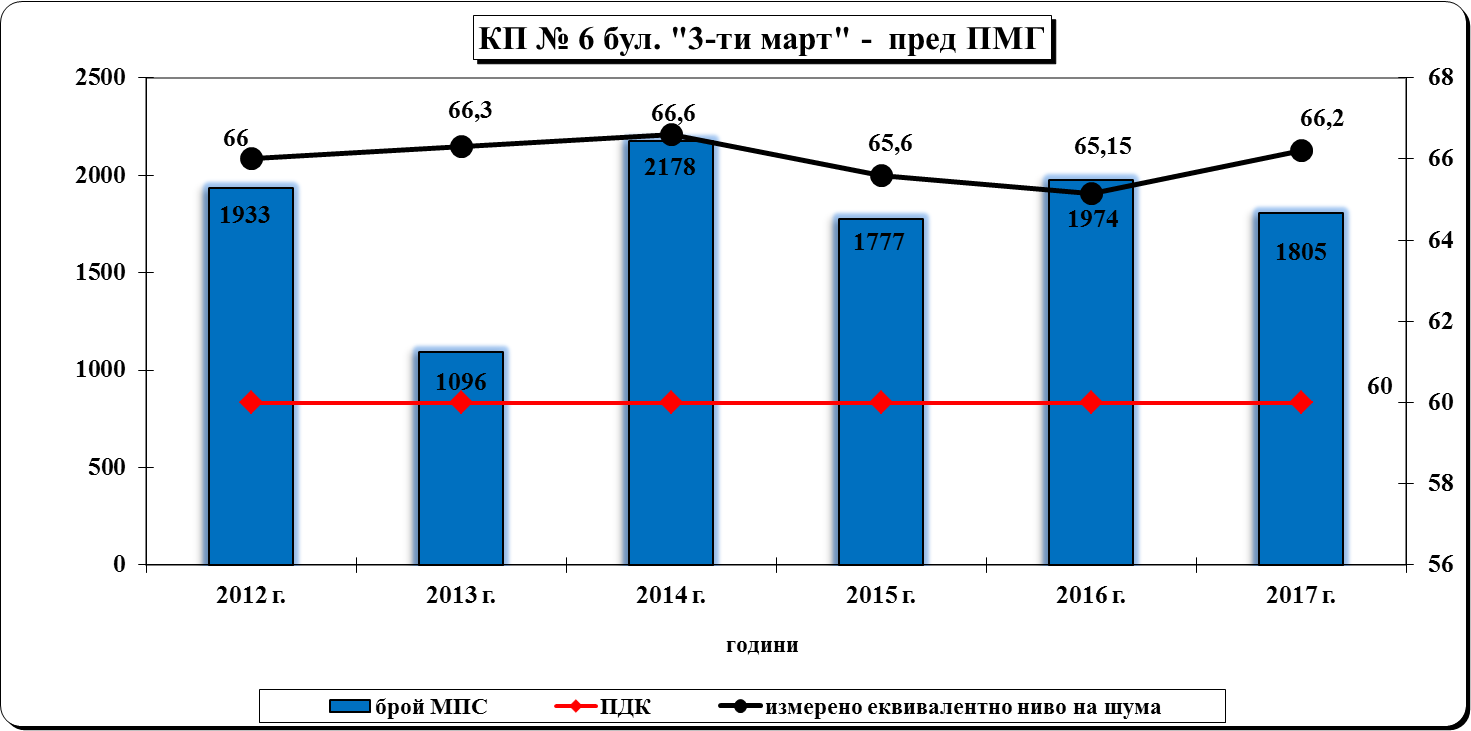 КП № 6 бул. "3-ти март" - пред ПМГ
2500 68
66 66,3 66,6 65,6 65,15 66,2
2000 66
1933 1096 2178 1777 1974 1805
1500 64
1000 62
500 60
0 58
56
60
2012 г. 2013 г. 2014 г. 2015 г. 2016 г. 2017 г.
години
брой МПС ПДК измерено еквивалентно ниво на шума